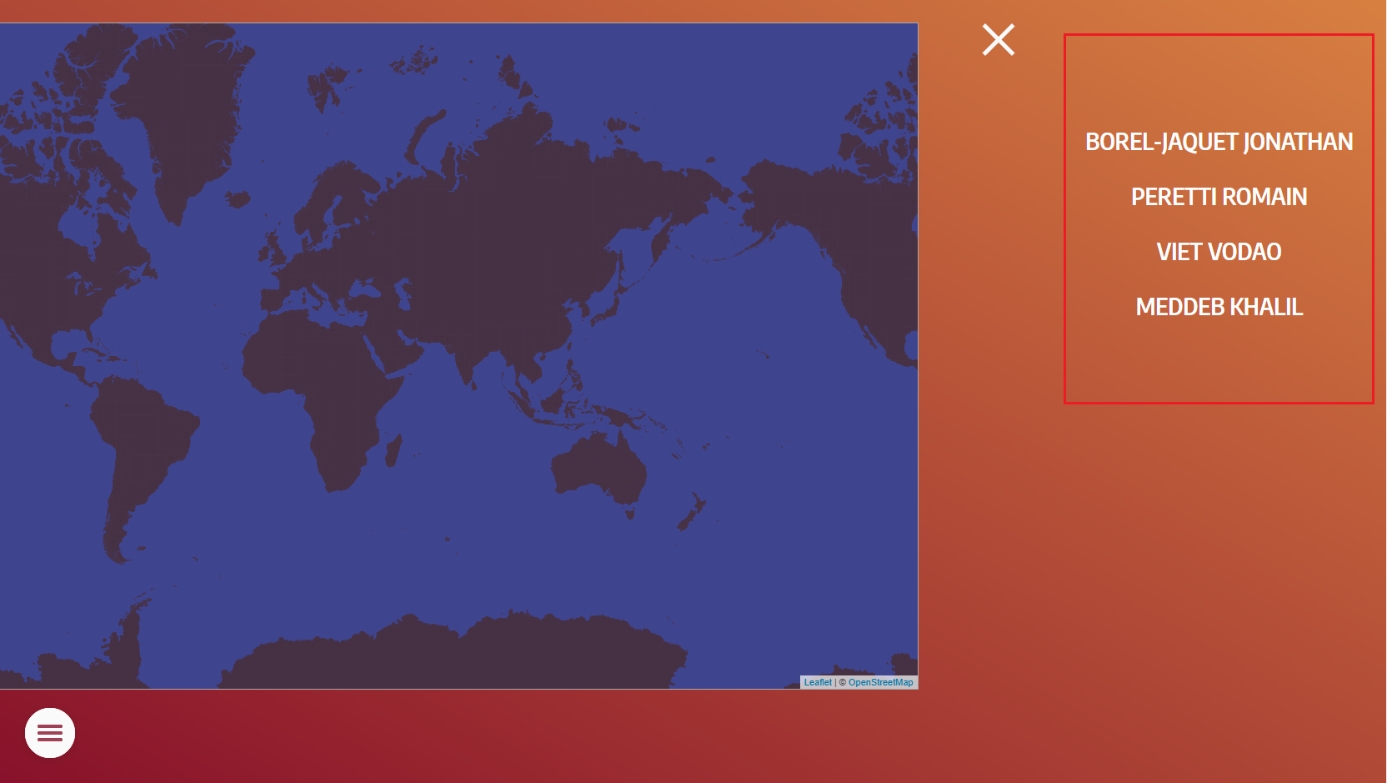 BOREL-JAQUET JONATHAN
PERETTI ROMAIN
VIET VODAO
MEDDEB KHALIL
Leaflet | © OpenStreetMap